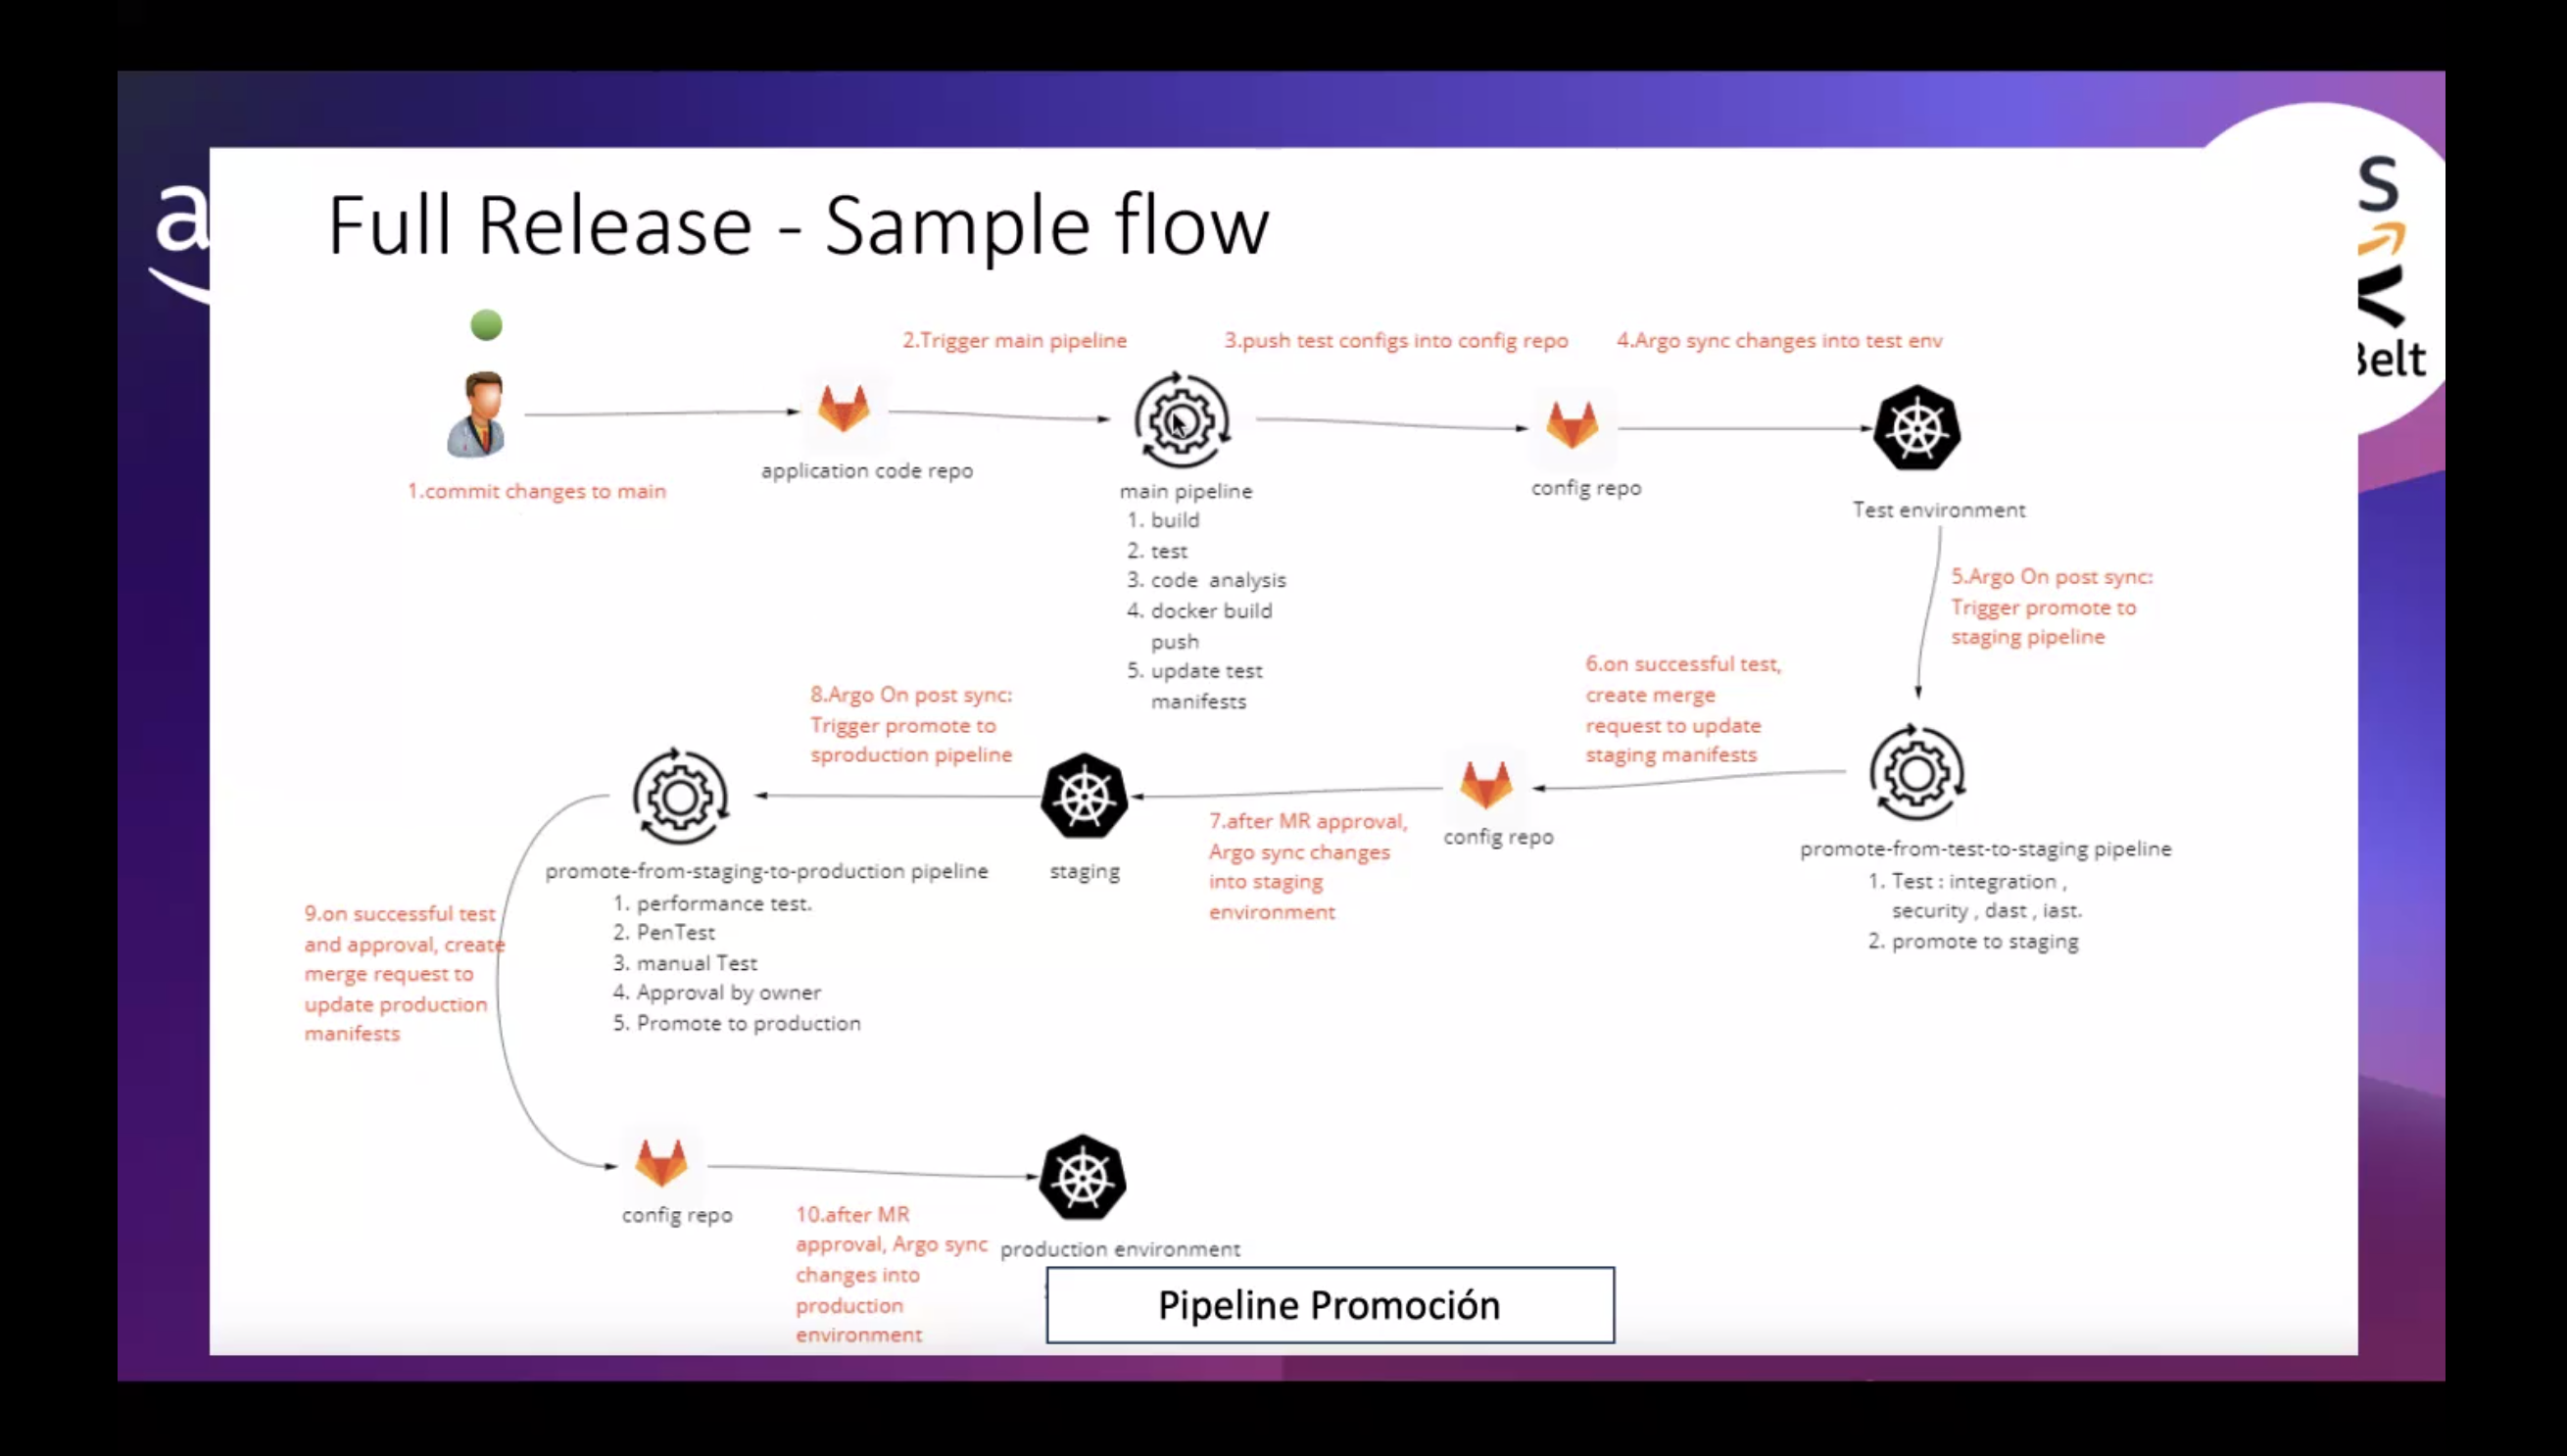 a
S
Belt
Full Release - Sample flow
2.Trigger main pipeline
3.push test configs into config repo
4.Argo sync changes into test env
1.commit changes to main
application code repo
main pipeline
1. build
2. test
3. code analysis
4. docker build
push
5. update test
manifests
config repo
Test environment
5.Argo On post sync:
Trigger promote to
staging pipeline
6.on successful test,
create merge
request to update
staging manifests
promote-from-test-to-staging pipeline
1. Test : integration ,
security , dast , iast.
2. promote to staging
config repo
7.after MR approval,
Argo sync changes
into staging
environment
staging
8.Argo On post sync:
Trigger promote to
sproduction pipeline
promote-from-staging-to-production pipeline
1. performance test.
2. PenTest
3. manual Test
4. Approval by owner
5. Promote to production
9.on successful test
and approval, create
merge request to
update production
manifests
config repo
10.after MR
approval, Argo sync
changes into
production
environment
production environment
Pipeline Promoción